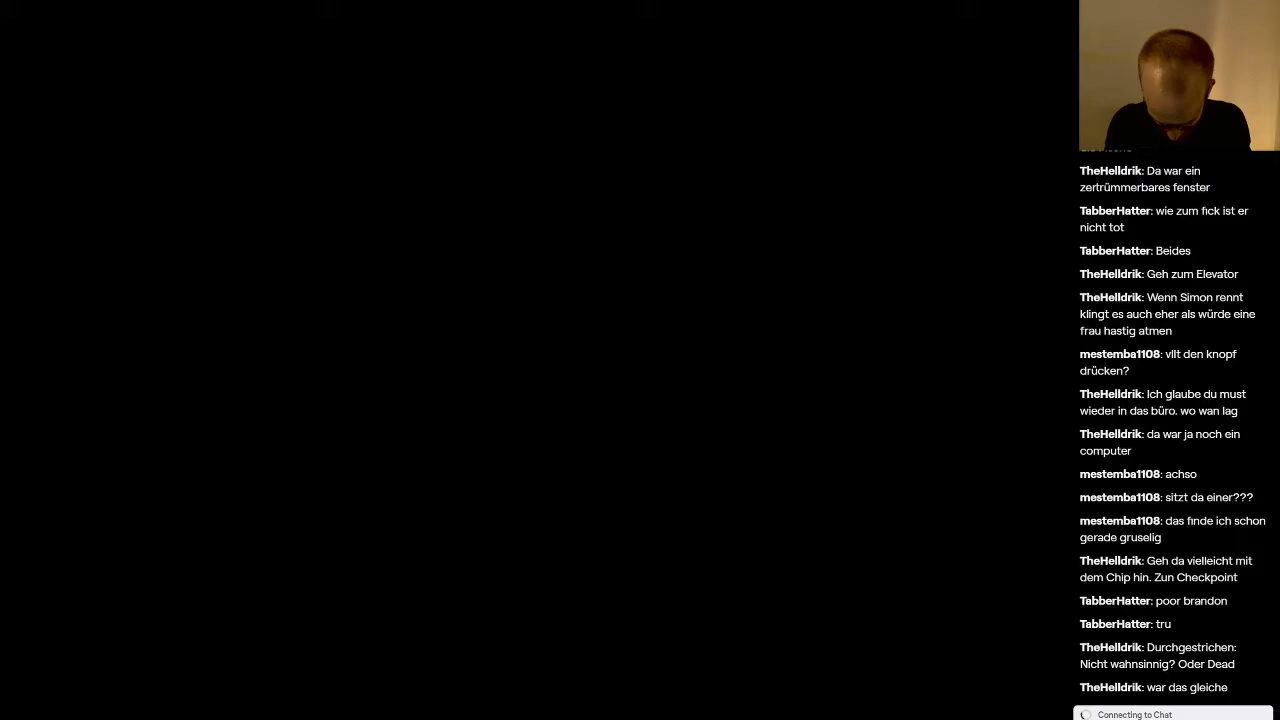 TheHelldrik: Da war ein
zertrümmerbares fenster
TabberHatter: wie zum fick ist er
nicht tot
TabberHatter: Beides
TheHelldrik: Geh zum Elevator
TheHelldrik: Wenn Simon rennt
klingt es auch eher als würde eine
frau hastig atmen
mestemba1108: vllt den knopf
drücken?
TheHelldrik: Ich glaube du must
wieder in das büro. wo wan lag
TheHelldrik: da war ja noch ein
computer
mestemba1108: achso
mestemba1108: sitzt da einer???
mestemba1108: das finde ich schon
gerade gruselig
TheHelldrik: Geh da vielleicht mit
dem Chip hin. Zun Checkpoint
TabberHatter: poor brandon
TabberHatter: tru
TheHelldrik: Durchgestrichen:
Nicht wahnsinnig? Oder Dead
TheHelldrik: war das gleiche
Connecting to Chat